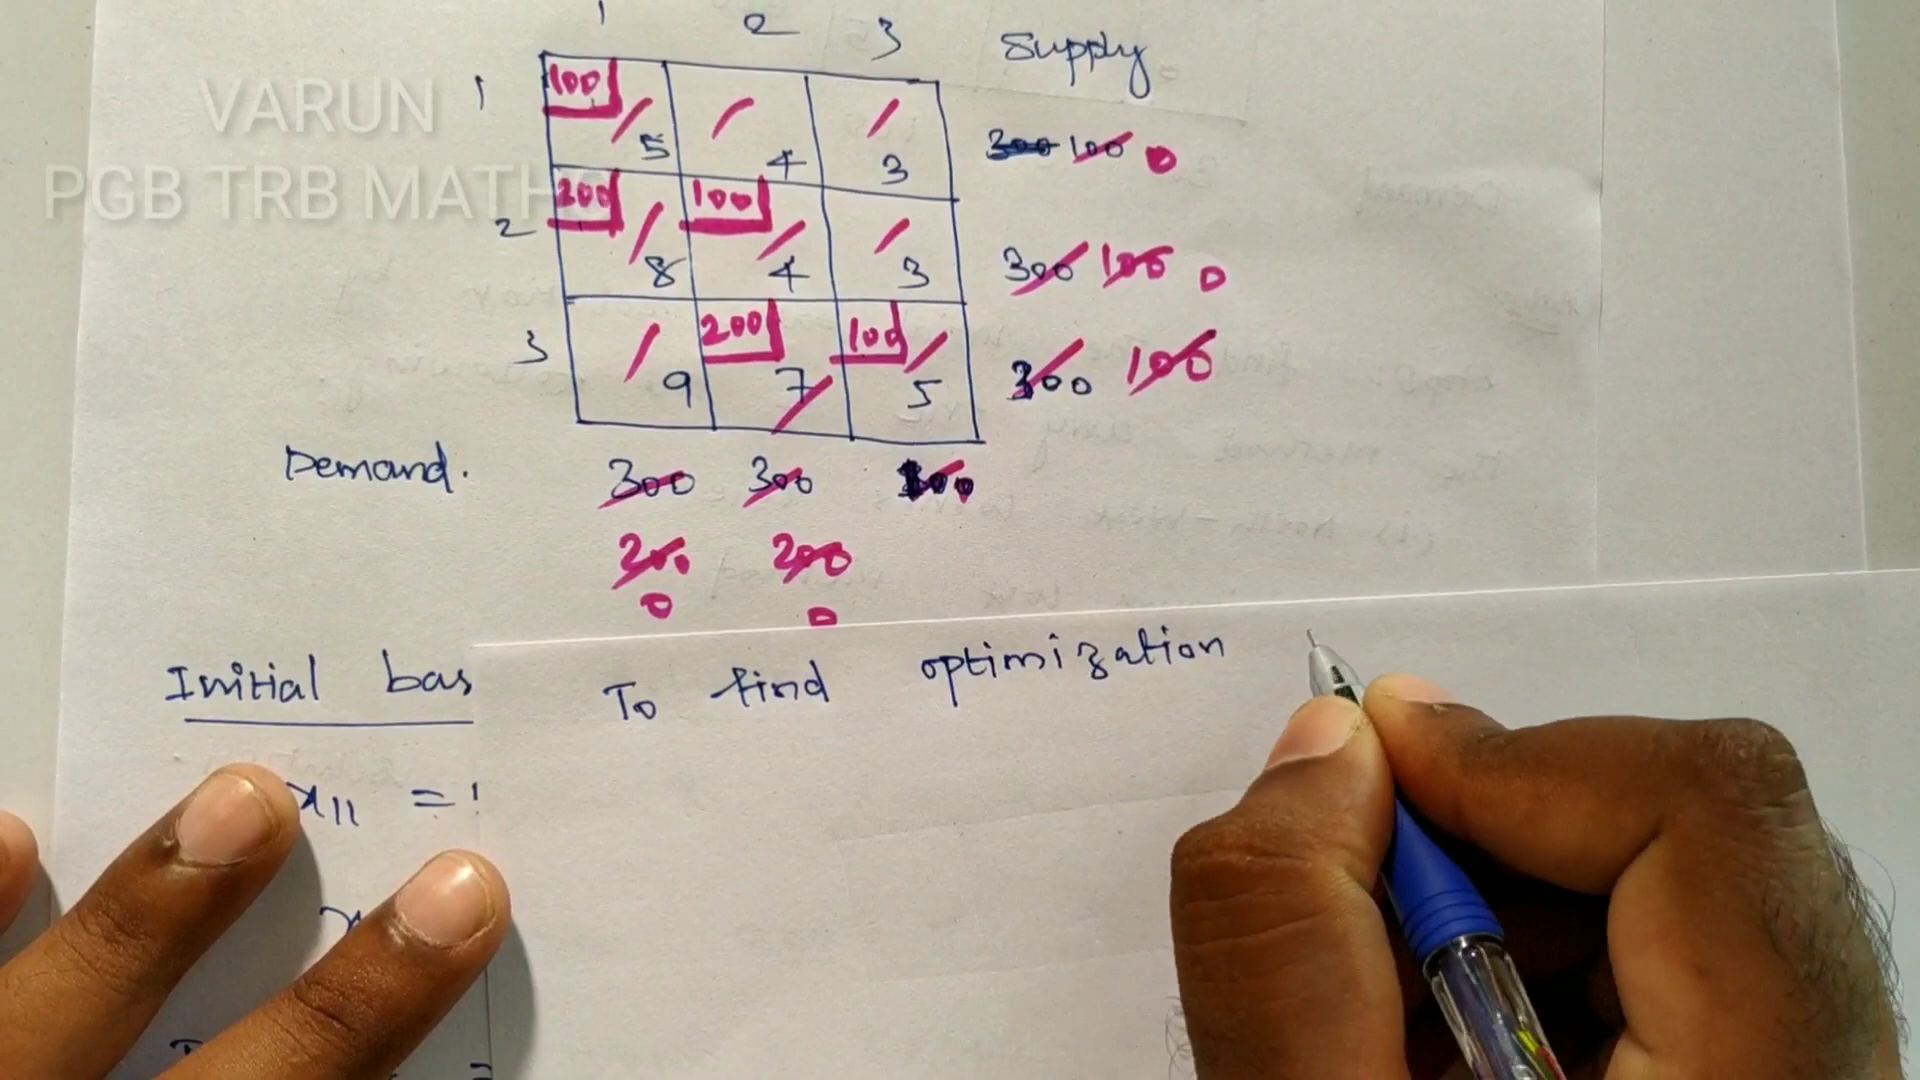 VARUN
PGB TRB MATHS
1 2 3 Supply
1 100 5 4 3 300 100 0
2 200 8 100 4 3 300 100 0
3 9 200 7 100 5 300 100
Demand. 300 300 100
200 200
0 0
Initial bas
To find optimization
x11 =